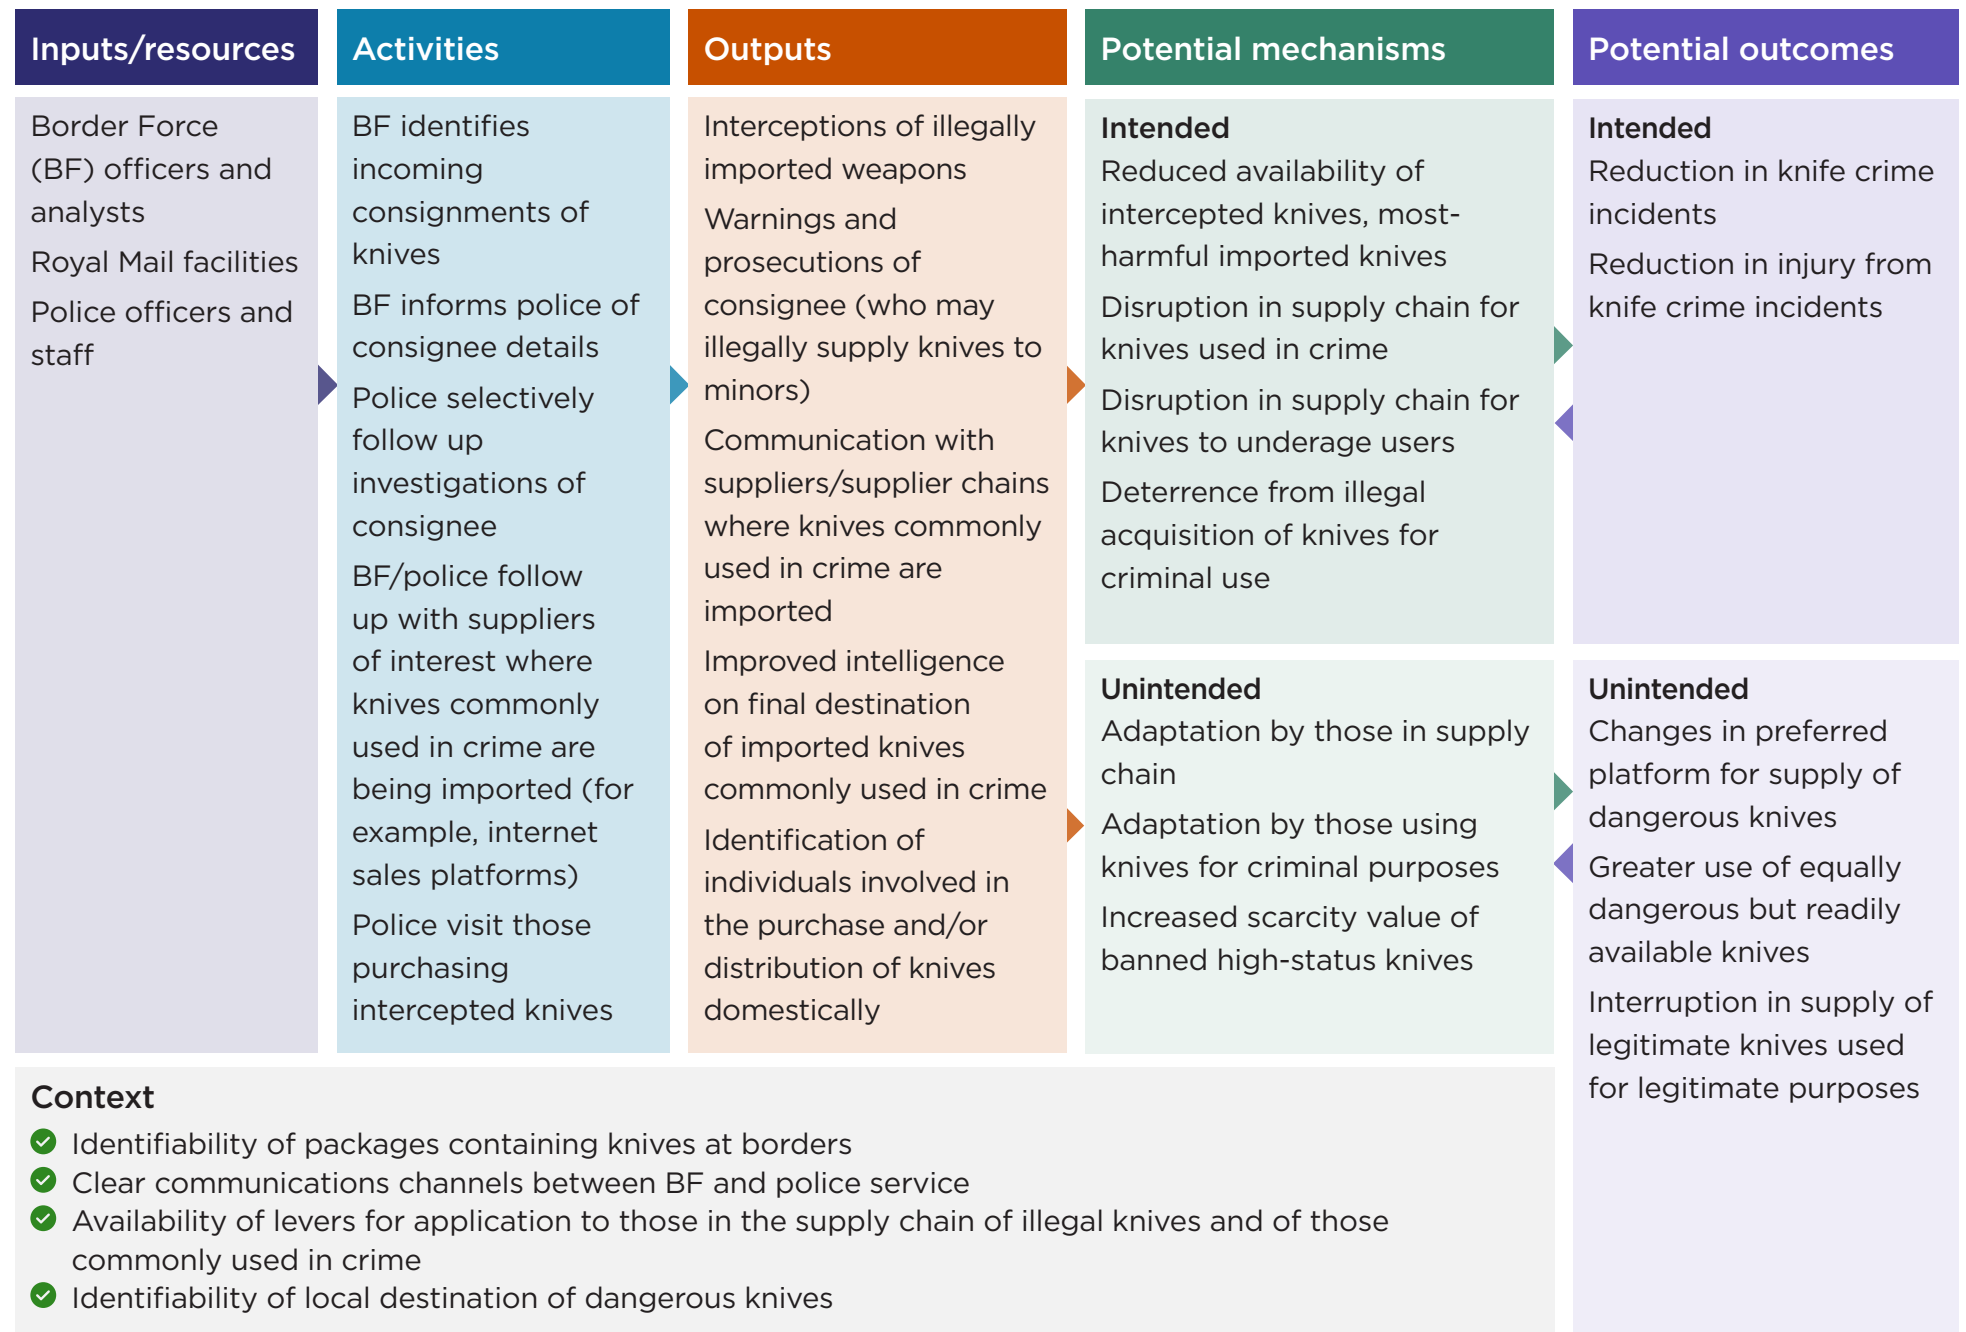 Inputs/resources
Border Force
(BF) officers and
analysts
Royal Mail facilities
Police officers and
staff
Activities
BF identifies
incoming
consignments of
knives
BF informs police of
consignee details
Police selectively
follow up
investigations of
consignee
BF/police follow
up with suppliers
of interest where
knives commonly
used in crime are
being imported (for
example, internet
sales platforms)
Police visit those
purchasing
intercepted knives
Outputs
Interceptions of illegally
imported weapons
Warnings and
prosecutions of
consignee (who may
illegally supply knives to
minors)
Communication with
suppliers/supplier chains
where knives commonly
used in crime are
imported
Improved intelligence
on final destination
of imported knives
commonly used in crime
Identification of
individuals involved in
the purchase and/or
distribution of knives
domestically
Potential mechanisms
Intended
Reduced availability of
intercepted knives, most-
harmful imported knives
Disruption in supply chain for
knives used in crime
Disruption in supply chain for
knives to underage users
Deterrence from illegal
acquisition of knives for
criminal use
Unintended
Adaptation by those in supply
chain
Adaptation by those using
knives for criminal purposes
Increased scarcity value of
banned high-status knives
Potential outcomes
Intended
Reduction in knife crime
incidents
Reduction in injury from
knife crime incidents
Unintended
Changes in preferred
platform for supply of
dangerous knives
Greater use of equally
dangerous but readily
available knives
Interruption in supply of
legitimate knives used
for legitimate purposes
Context
Identifiability of packages containing knives at borders
Clear communications channels between BF and police service
Availability of levers for application to those in the supply chain of illegal knives and of those
commonly used in crime
Identifiability of local destination of dangerous knives